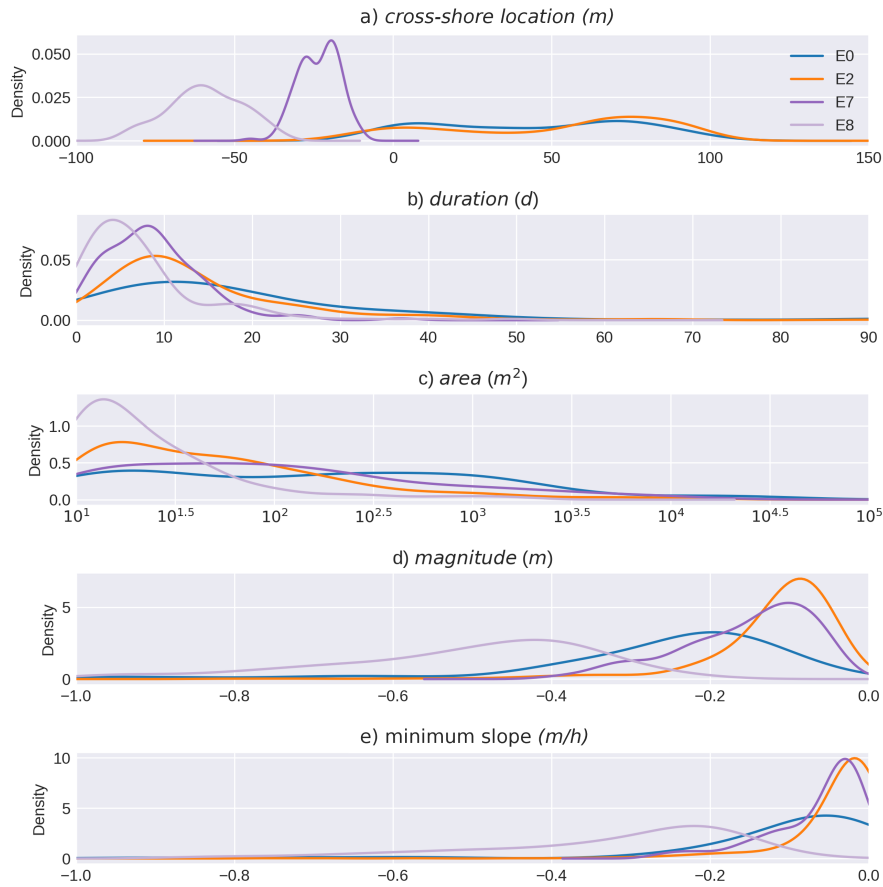 a) cross-shore location (m)
Density
0.050
0.025
0.000
−100 −50 0 50 100 150
E0
E2
E7
E8
b) duration (d)
Density
0.05
0.00
0 10 20 30 40 50 60 70 80 90
c) area (m²)
Density
1.0
0.5
0.0
10¹ 10¹·⁵ 10² 10²·⁵ 10³ 10³·⁵ 10⁴ 10⁴·⁵ 10⁵
d) magnitude (m)
Density
5
0
−1.0 −0.8 −0.6 −0.4 −0.2 0.0
e) minimum slope (m/h)
Density
10
5
0
−1.0 −0.8 −0.6 −0.4 −0.2 0.0